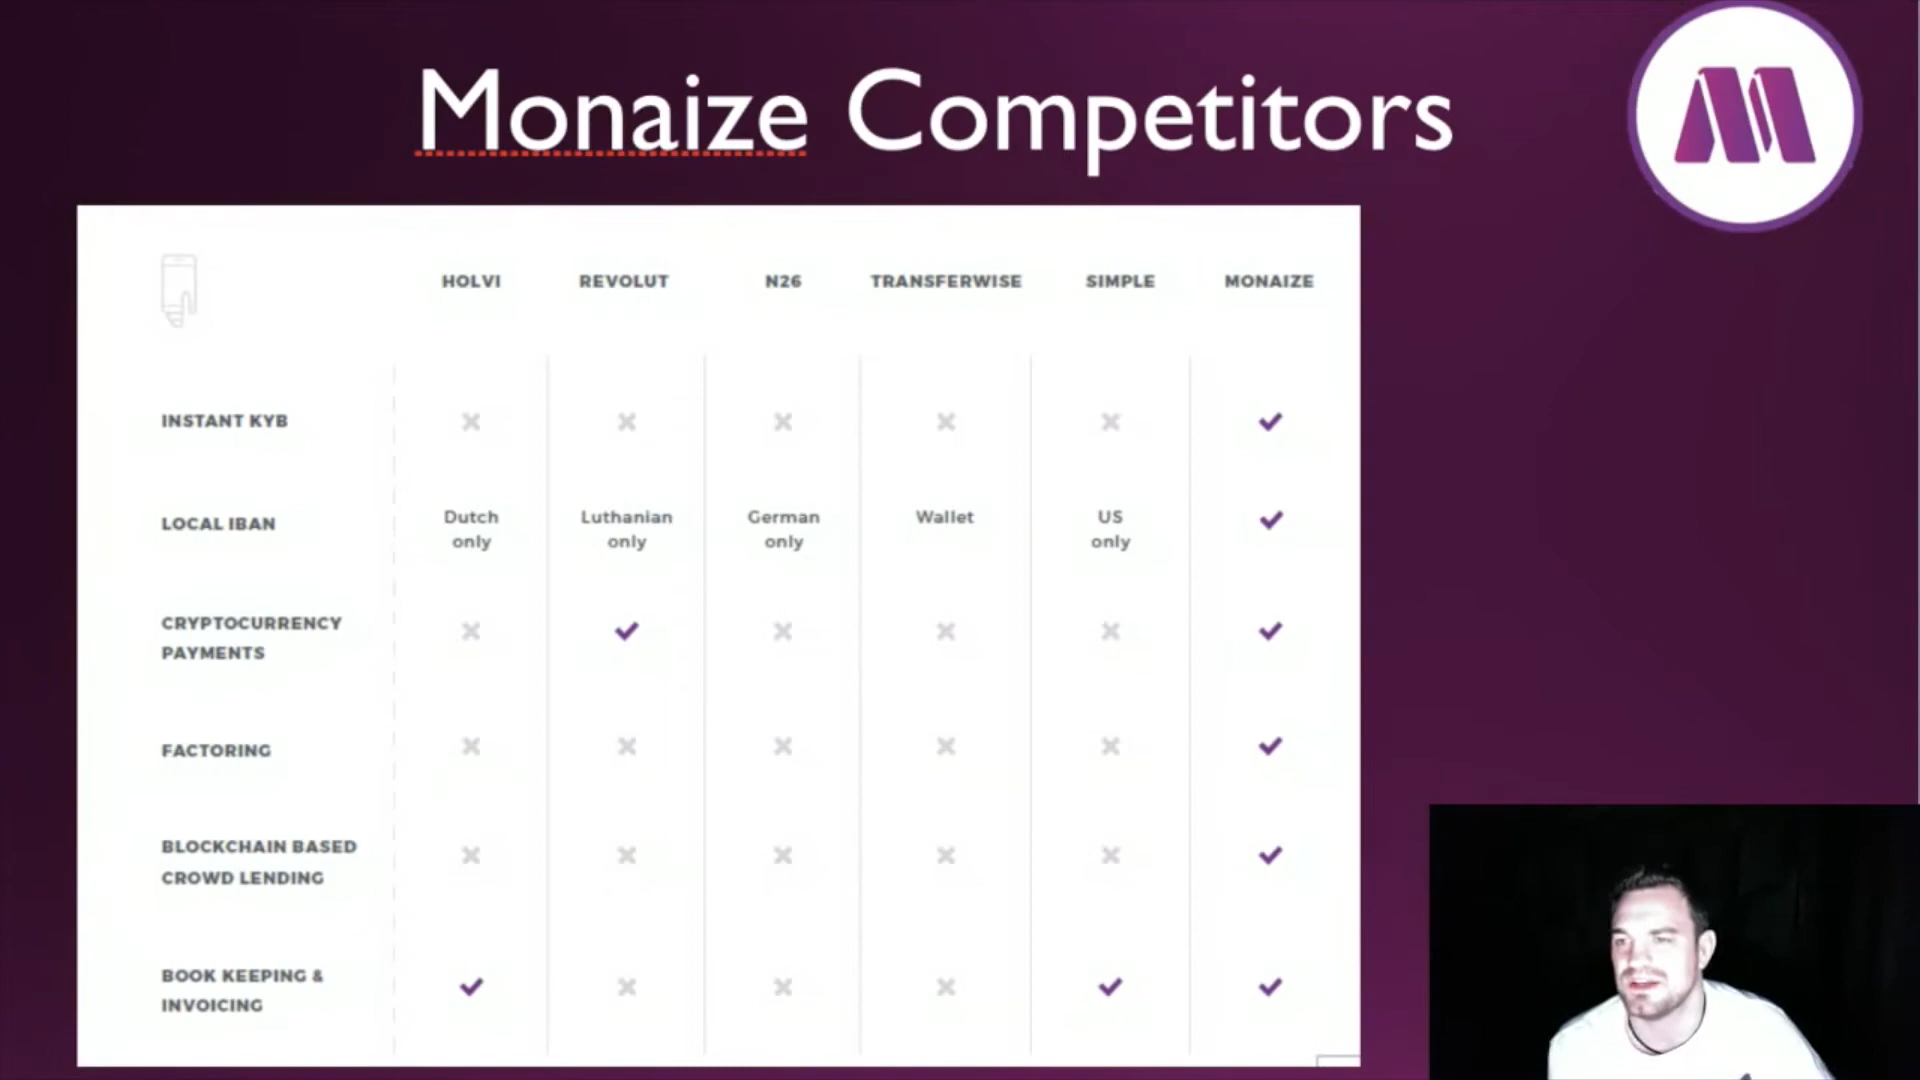 Monaize Competitors
HOLVI REVOLUT N26 TRANSFERWISE SIMPLE MONAIZE
INSTANT KYB
LOCAL IBAN
Dutch only
Luthanian only
German only
Wallet
US only
CRYPTOCURRENCY
PAYMENTS
FACTORING
BLOCKCHAIN BASED
CROWD LENDING
BOOK KEEPING &
INVOICING